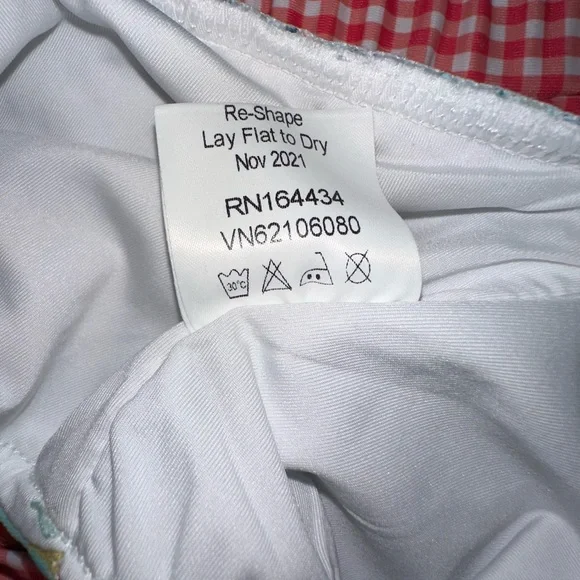 Re-Shape
Lay Flat to Dry
Nov 2021
RN164434
VN62106080
30°C